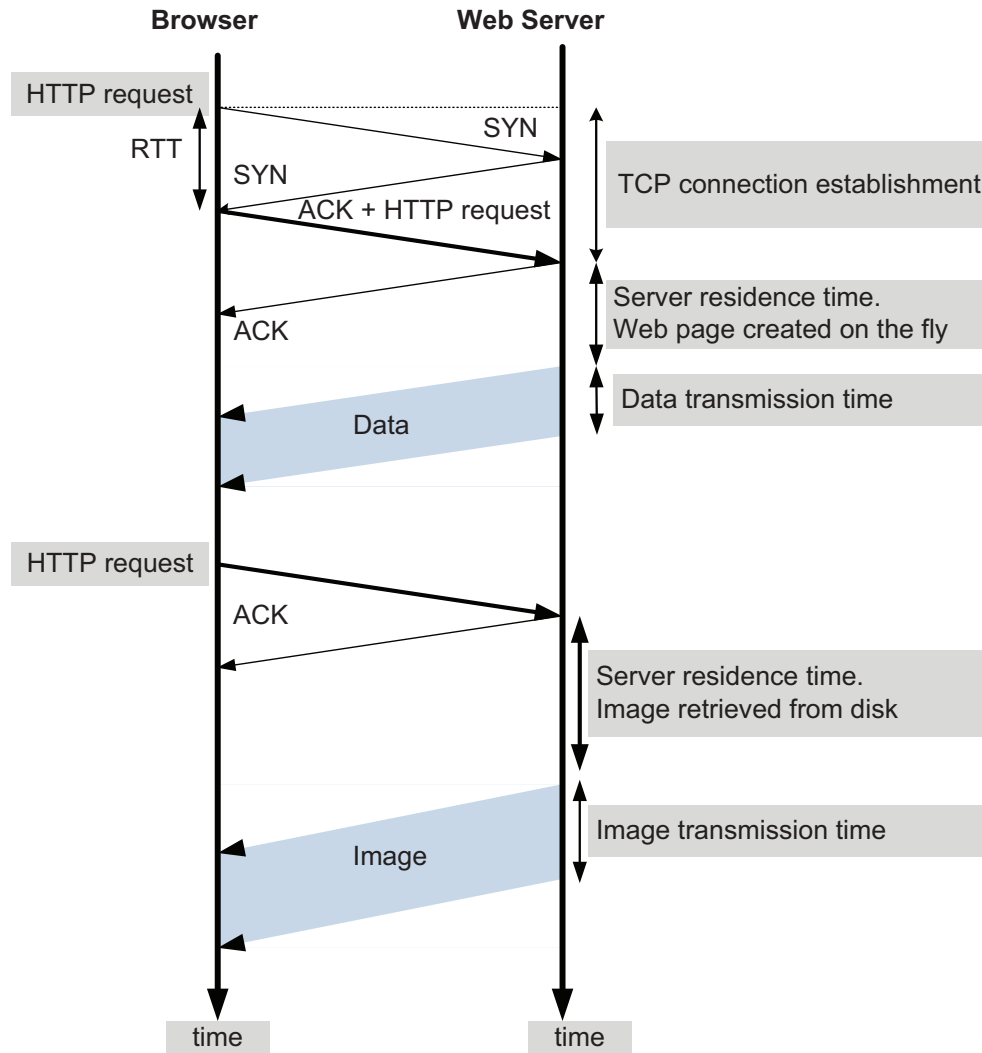 Browser
Web Server
HTTP request
SYN
RTT
SYN
TCP connection establishment
ACK + HTTP request
Server residence time.
Web page created on the fly
ACK
Data transmission time
Data
HTTP request
ACK
Server residence time.
Image retrieved from disk
Image transmission time
Image
time
time